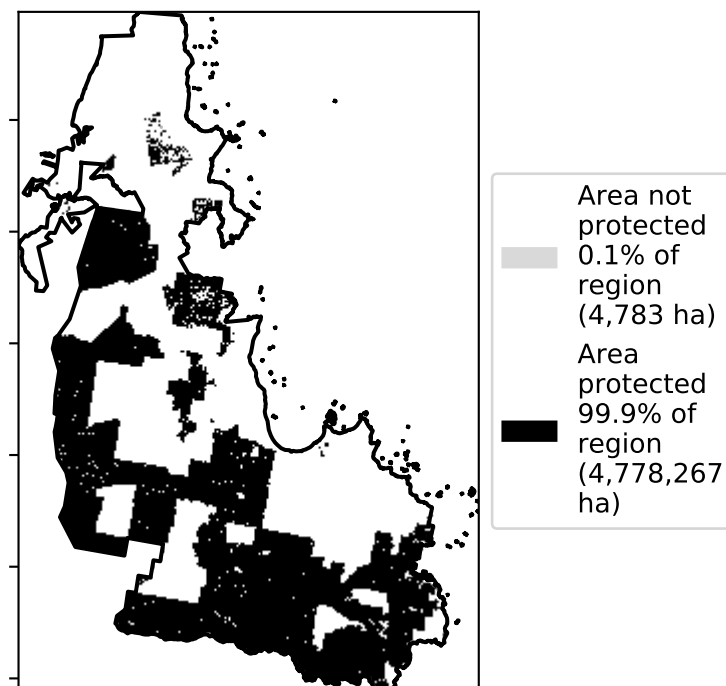 Area not
protected
0.1% of
region
(4,783 ha)
Area
protected
99.9% of
region
(4,778,267
ha)